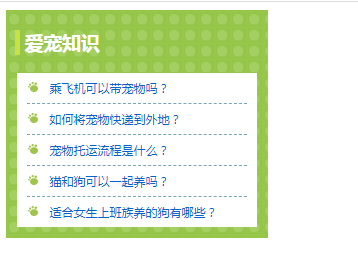 爱宠知识
乘飞机可以带宠物吗？
如何将宠物快递到外地？
宠物托运流程是什么？
猫和狗可以一起养吗？
适合女生上班族养的狗有哪些？